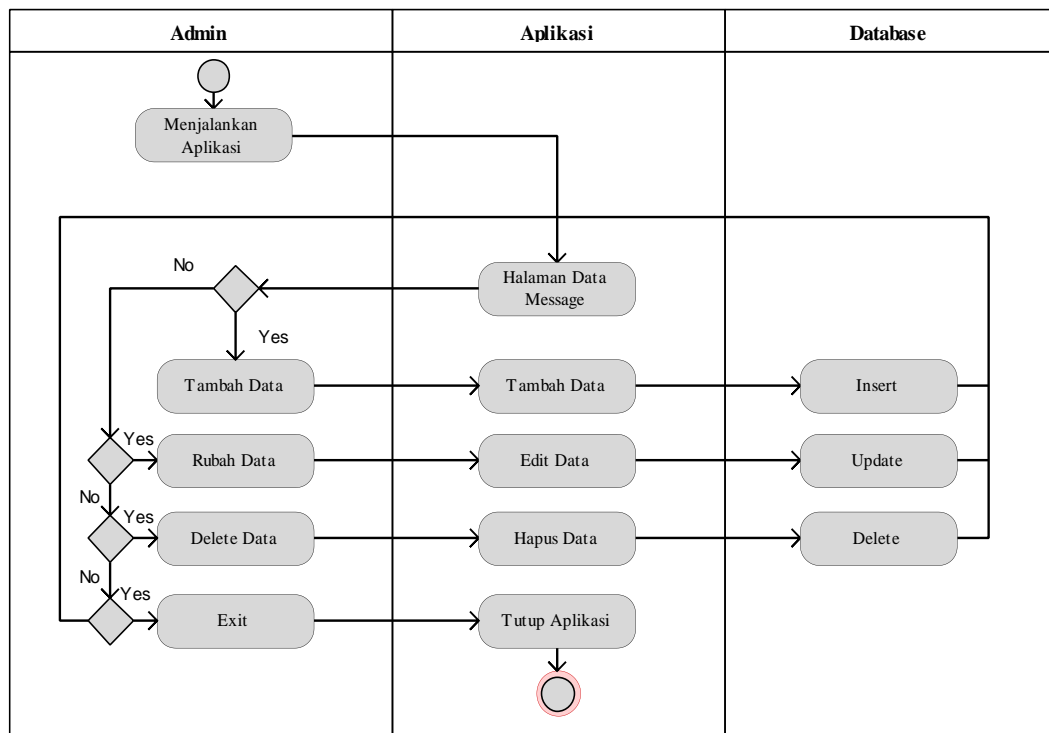 Admin
Aplikasi
Database
Menjalankan
Aplikasi
Halaman Data
Message
No
Yes
Tambah Data
Tambah Data
Insert
Yes
Rubah Data
Edit Data
Update
No
Yes
Delete Data
Hapus Data
Delete
No
Yes
Exit
Tutup Aplikasi